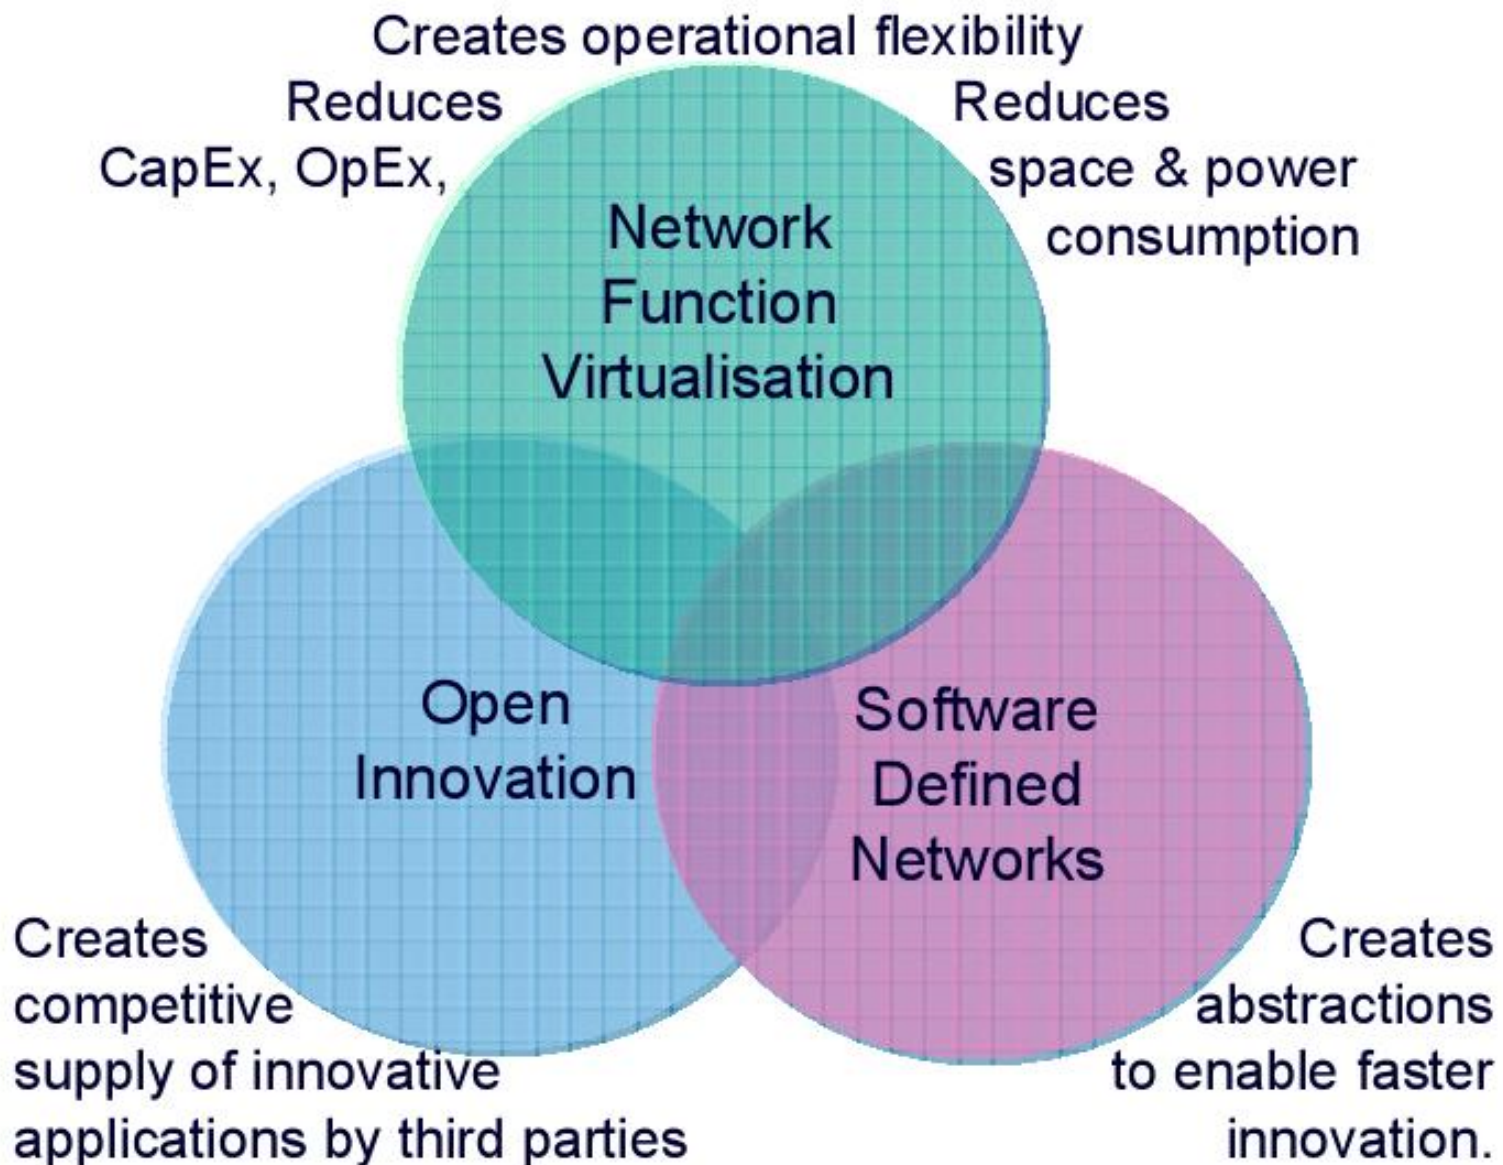 Creates operational flexibility
Reduces
CapEx, OpEx,
Reduces
space & power
consumption
Network
Function
Virtualisation
Open
Innovation
Software
Defined
Networks
Creates
competitive
supply of innovative
applications by third parties
Creates
abstractions
to enable faster
innovation.